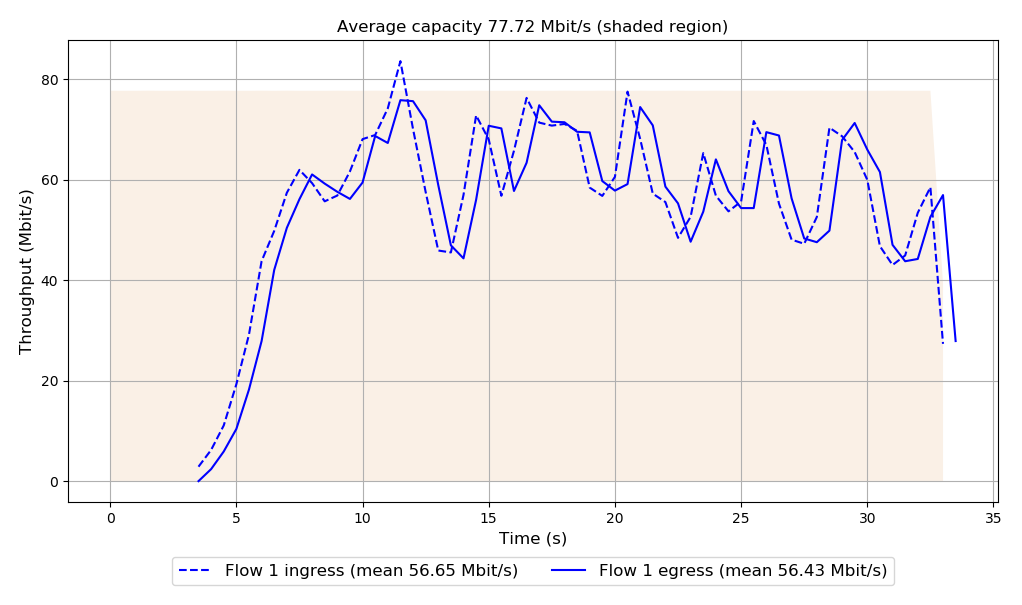 Average capacity 77.72 Mbit/s (shaded region)
Throughput (Mbit/s)
80
60
40
20
0
0 5 10 15 20 25 30 35
Time (s)
Flow 1 ingress (mean 56.65 Mbit/s) Flow 1 egress (mean 56.43 Mbit/s)